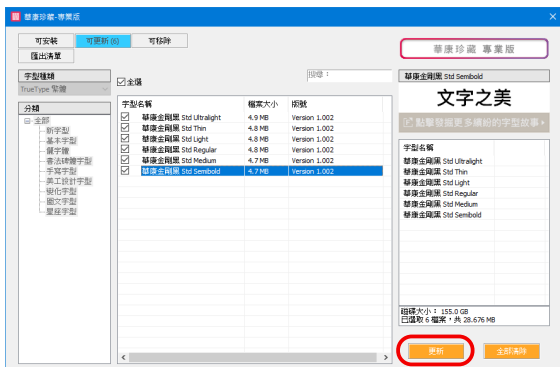 華康珍藏-專業版
可安裝 可更新 (6) 可移除
匯出清單
華康珍藏 專業版
字型種類
TrueType 繁體
全選
搜尋：
分類
全部
新字型
基本字型
儷字體
書法碑體字型
手寫字型
美工設計字型
變化字型
圖文字型
星座字型
字型名稱 檔案大小 版號
華康金剛黑 Std Ultralight 4.9 MB Version 1.002
華康金剛黑 Std Thin 4.8 MB Version 1.002
華康金剛黑 Std Light 4.8 MB Version 1.002
華康金剛黑 Std Regular 4.8 MB Version 1.002
華康金剛黑 Std Medium 4.7 MB Version 1.002
華康金剛黑 Std Semibold 4.7 MB Version 1.002
華康金剛黑 Std Semibold
文字之美
點擊發掘更多繽紛的字型故事
字型名稱
華康金剛黑 Std Ultralight
華康金剛黑 Std Thin
華康金剛黑 Std Light
華康金剛黑 Std Regular
華康金剛黑 Std Medium
華康金剛黑 Std Semibold
磁碟大小： 155.0 GB
已選取 6 檔案，共 28.676 MB
更新 全部清除